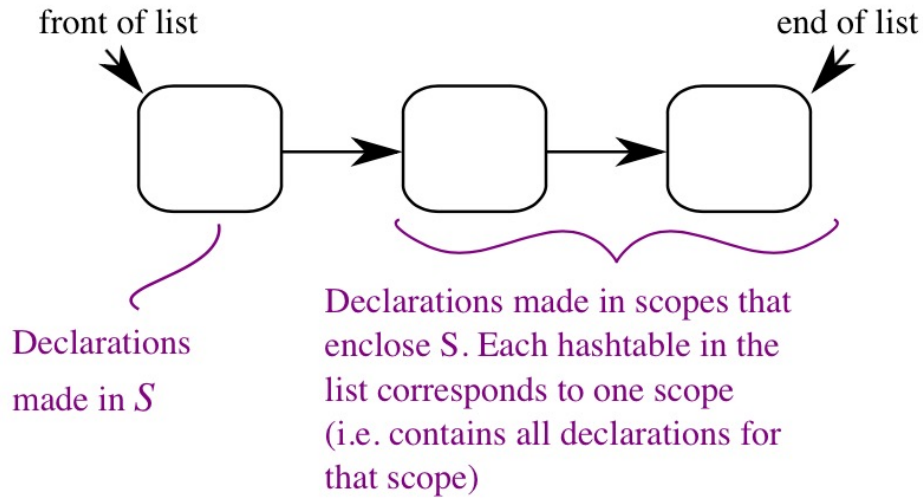 front of list
end of list
Declarations
made in S
Declarations made in scopes that
enclose S. Each hashtable in the
list corresponds to one scope
(i.e. contains all declarations for
that scope)